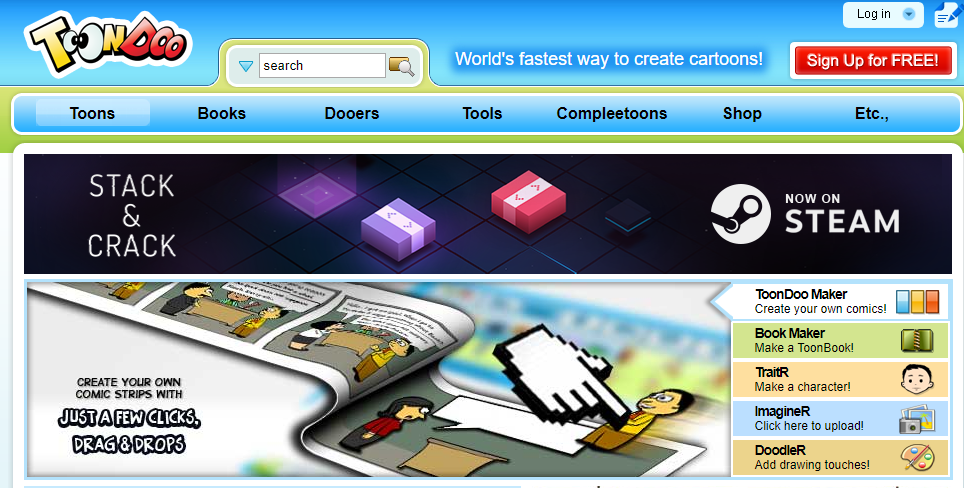 TOONDOO
Log in
search
World's fastest way to create cartoons!
Sign Up for FREE!
Toons
Books
Dooers
Tools
Compleetoons
Shop
Etc.,
STACK
&
CRACK
NOW ON
STEAM
CREATE YOUR OWN
COMIC STRIPS WITH
JUST A FEW CLICKS,
DRAG & DROPS
ToonDoo Maker
Create your own comics!
Book Maker
Make a ToonBook!
TraitR
Make a character!
ImagineR
Click here to upload!
DoodleR
Add drawing touches!